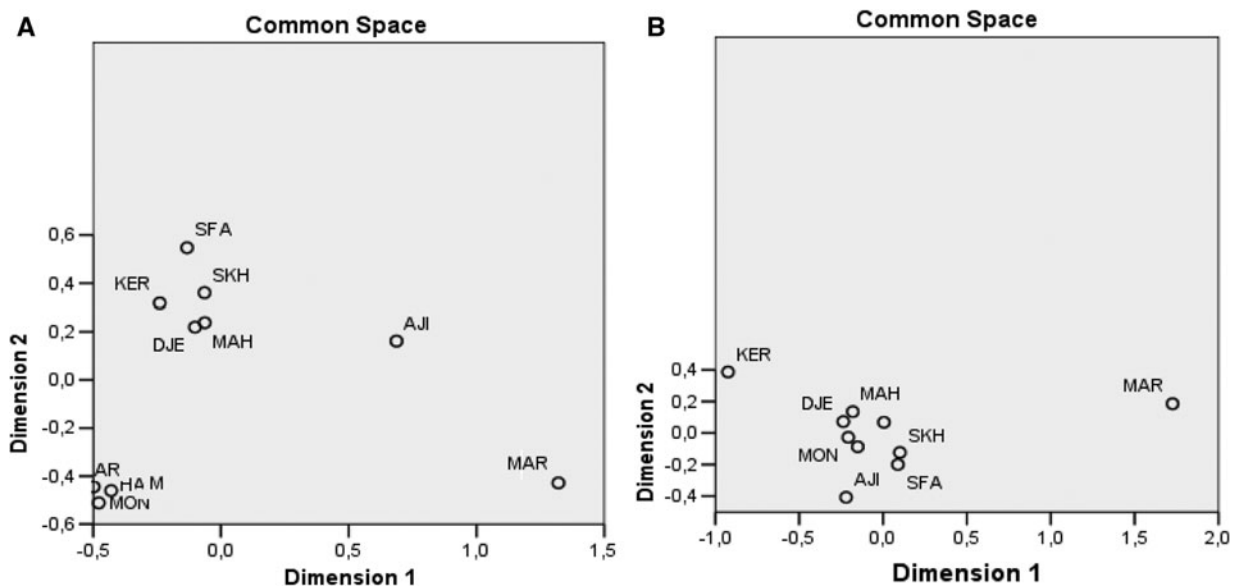 A
Common Space
SFA
KER
SKH
DJE
MAH
AJI
MAR
AR
HAM
MON
0,6
0,4
0,2
0,0
-0,2
-0,4
-0,6
Dimension 2
-0,5
0,0
0,5
1,0
1,5
Dimension 1
B
Common Space
KER
MAH
DJE
MAR
SKH
MON
AJI
SFA
0,4
0,2
0,0
-0,2
-0,4
Dimension 2
-1,0
-0,5
0,0
0,5
1,0
1,5
2,0
Dimension 1